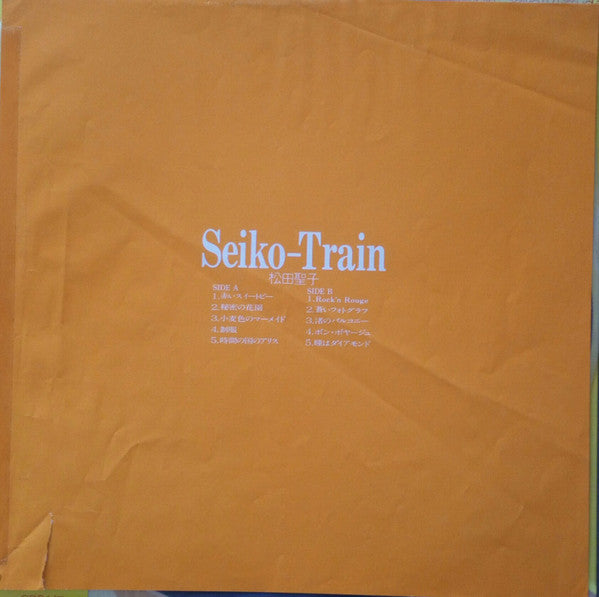 Seiko-Train
松田聖子
SIDE A
1.赤いスイートピー
2.秘密の花園
3.小麦色のマーメイド
4.制服
5.時間の国のアリス
SIDE B
1.Rock'n Rouge
2.蒼いフォトグラフ
3.渚のバルコニー
4.ボン・ボヤージュ
5.瞳はダイアモンド